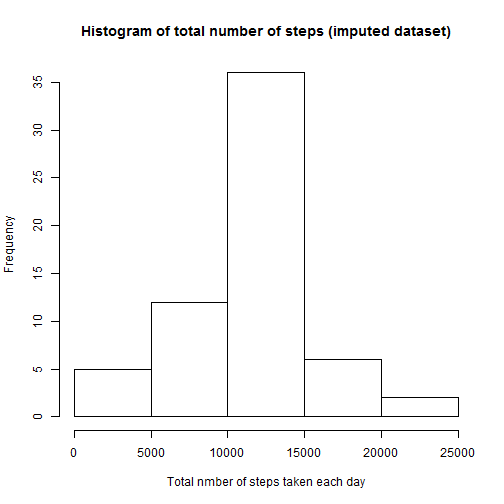 Histogram of total number of steps (imputed dataset)
Frequency
35
30
25
20
15
10
5
0
0 5000 10000 15000 20000 25000
Total nmber of steps taken each day